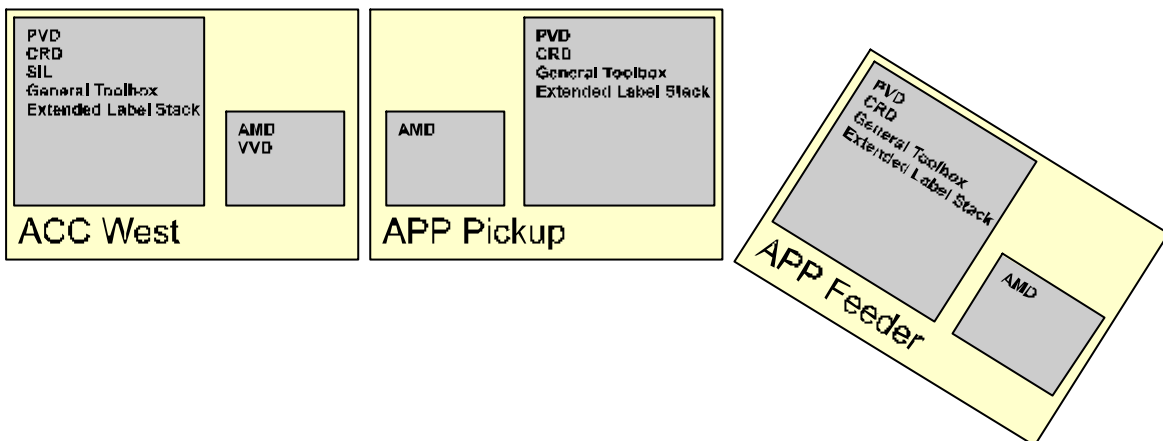 PVD
CRD
SIL
General Toolbox
Extended Label Stack
AMD
VVD
ACC West
AMD
PVD
CRD
General Toolbox
Extended Label Stack
APP Pickup
PVD
CRD
General Toolbox
Extended Label Stack
AMD
APP Feeder